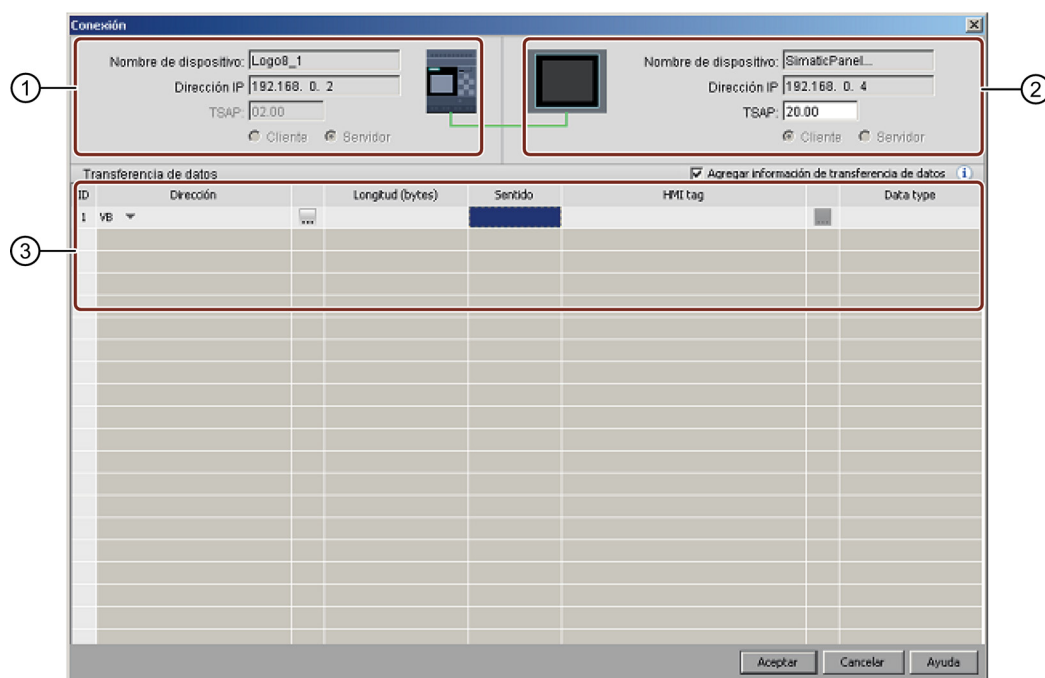 Conexión
Nombre de dispositivo: Logo8_1
Dirección IP 192.168. 0. 2
TSAP: 02.00
Cliente Servidor
1
Nombre de dispositivo: SimaticPanel...
Dirección IP 192.168. 0. 4
TSAP: 20.00
Cliente Servidor
2
Transferencia de datos
Agregar información de transferencia de datos
ID Dirección Longitud (bytes) Sentido HMI tag Data type
1 VB
3
Aceptar Cancelar Ayuda